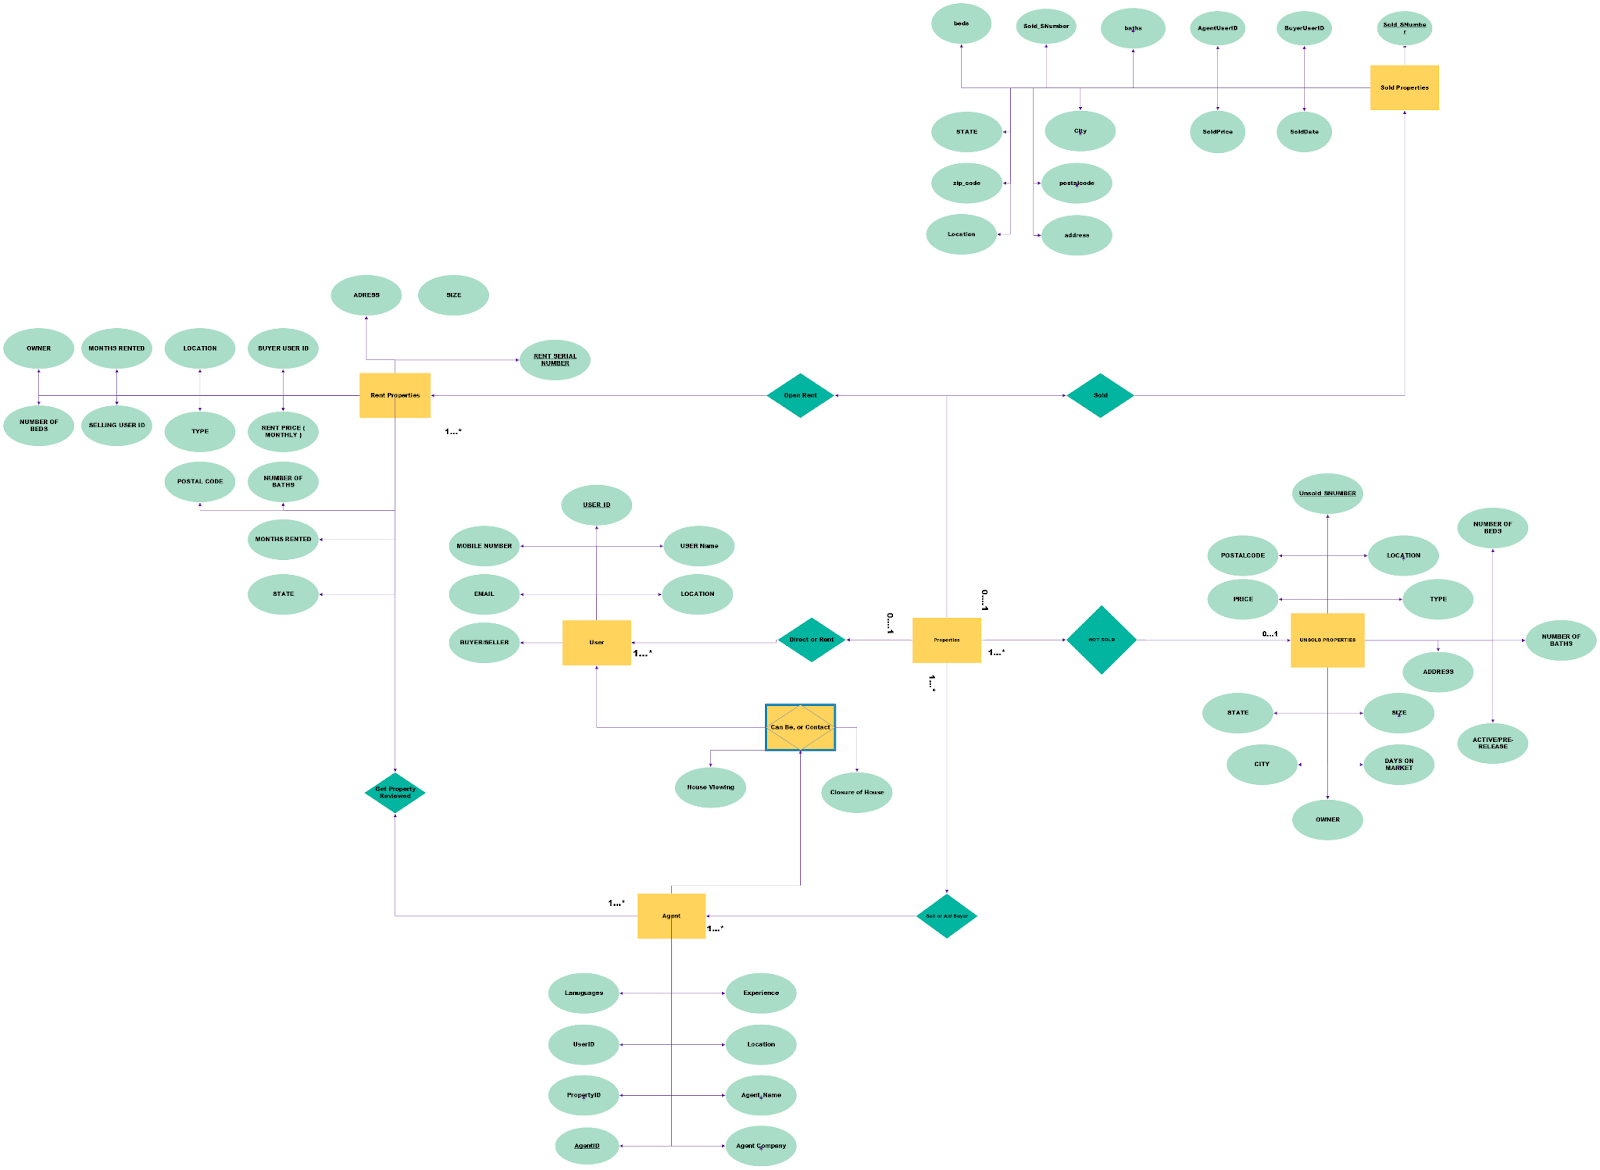 beds
Sold_SNumber
baths
AgentUserID
BuyerUserID
Sold_SNumbe
r
Sold Properties
STATE
City
SoldPrice
SoldDate
zip_code
postalcode
Location
address
ADRESS
SIZE
OWNER
MONTHS RENTED
LOCATION
BUYER USER ID
RENT SERIAL
NUMBER
Rent Properties
Open Rent
Sold
NUMBER OF
BEDS
SELLING USER ID
TYPE
RENT PRICE (
MONTHLY )
1...*
POSTAL CODE
NUMBER OF
BATHS
MONTHS RENTED
STATE
USER_ID
MOBILE NUMBER
USER Name
EMAIL
LOCATION
BUYER/SELLER
User
1...*
Direct or Rent
0...1
0...1
Properties
1...*
1...*
NOT SOLD
0...1
Unsold_SNUMBER
NUMBER OF
BEDS
POSTALCODE
LOCATION
PRICE
TYPE
UNSOLD PROPERTIES
NUMBER OF
BATHS
ADDRESS
STATE
SIZE
ACTIVE/PRE-
RELEASE
CITY
DAYS ON
MARKET
OWNER
Can Be, or Contact
House Viewing
Closure of House
Get Property
Reviewed
1...*
Agent
1...*
Sell or Aid Buyer
Lanuguages
Experience
UserID
Location
PropertyID
Agent_Name
AgentID
Agent Company